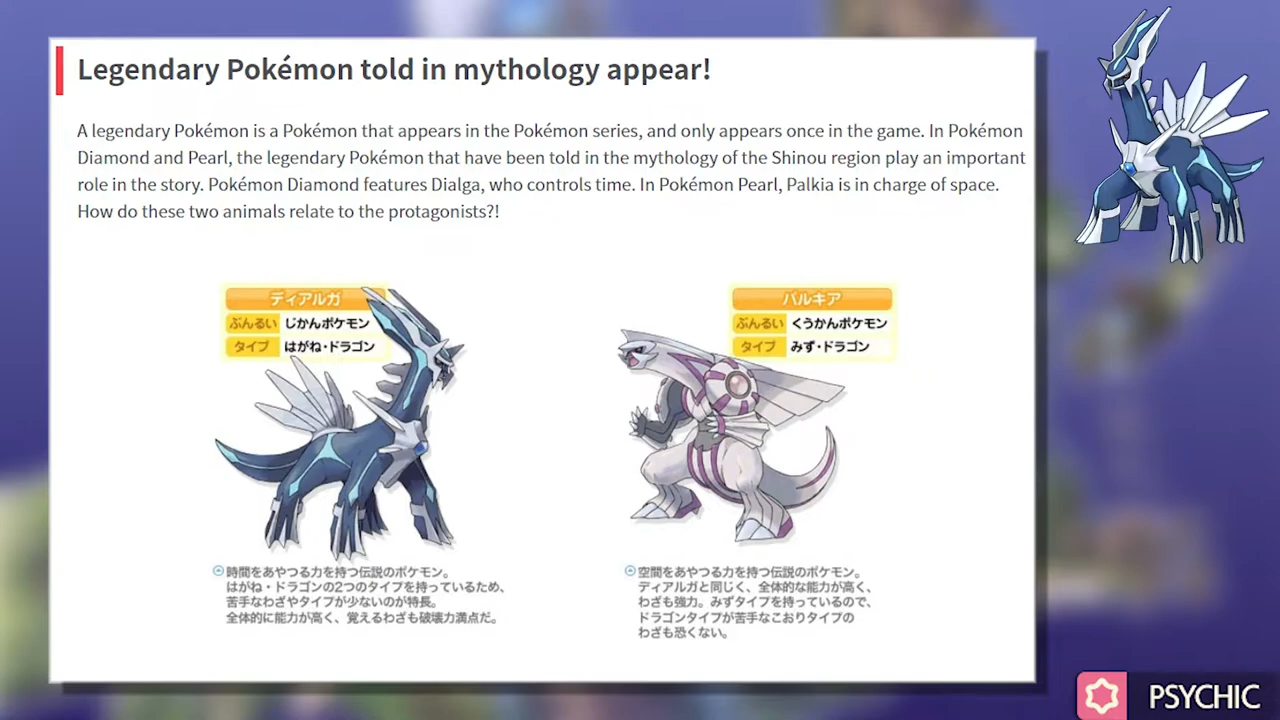 Legendary Pokémon told in mythology appear!
A legendary Pokémon is a Pokémon that appears in the Pokémon series, and only appears once in the game. In Pokémon
Diamond and Pearl, the legendary Pokémon that have been told in the mythology of the Shinou region play an important
role in the story. Pokémon Diamond features Dialga, who controls time. In Pokémon Pearl, Palkia is in charge of space.
How do these two animals relate to the protagonists?!
ディアルガ
ぶんるい じかんポケモン
タイプ はがね・ドラゴン
パルキア
ぶんるい くうかんポケモン
タイプ みず・ドラゴン
時間をあやつる力を持つ伝説のポケモン。
はがね・ドラゴンの2つのタイプを持っているため、
苦手なわざやタイプが少ないのが特長。
全体的に能力が高く、覚えるわざも破壊力満点だ。
空間をあやつる力を持つ伝説のポケモン。
ディアルガと同じく、全体的な能力が高く、
わざも強力。みずタイプを持っているので、
ドラゴンタイプが苦手なこおりタイプの
わざも恐くない。
PSYCHIC